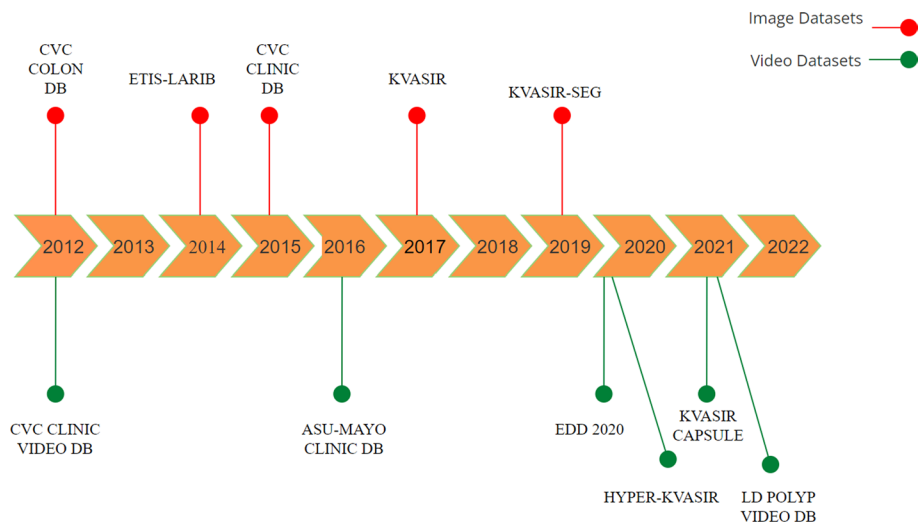 Image Datasets
Video Datasets
CVC
COLON
DB
ETIS-LARIB
CVC
CLINIC
DB
KVASIR
KVASIR-SEG
2012
2013
2014
2015
2016
2017
2018
2019
2020
2021
2022
CVC CLINIC
VIDEO DB
ASU-MAYO
CLINIC DB
EDD 2020
KVASIR
CAPSULE
HYPER-KVASIR
LD POLYP
VIDEO DB